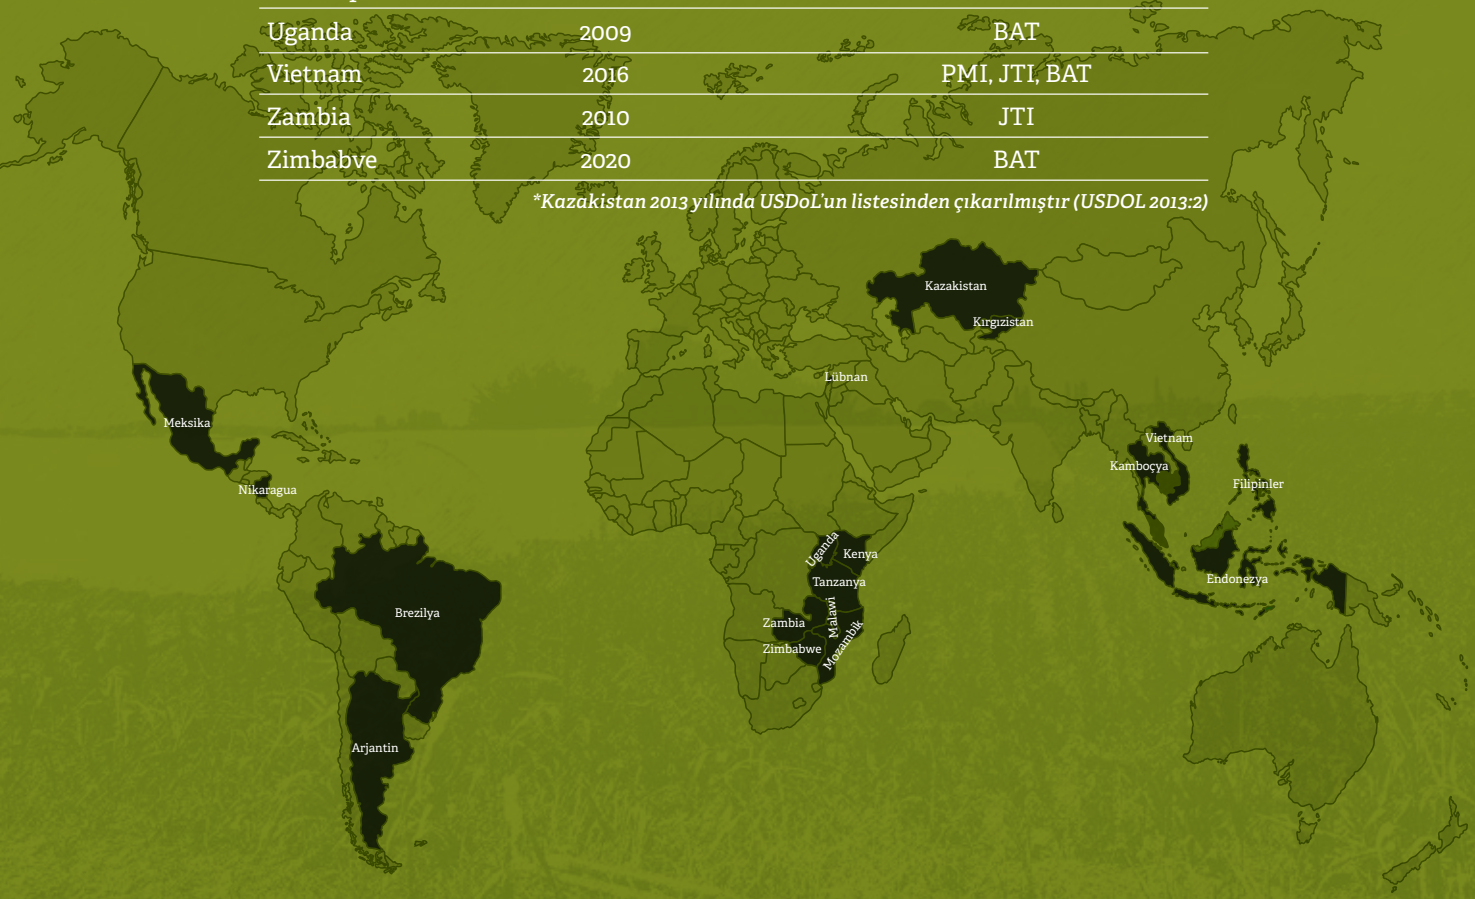 Uganda 2009 BAT
Vietnam 2016 PMI, JTI, BAT
Zambia 2010 JTI
Zimbabve 2020 BAT
*Kazakistan 2013 yılında USDoL'un listesinden çıkarılmıştır (USDOL 2013:2)
Kazakistan
Kırgızistan
Lübnan
Meksika
Vietnam
Kamboçya
Nikaragua
Filipinler
Uganda
Kenya
Endonezya
Tanzanya
Brezilya
Malawi
Zambia
Mozambik
Zimbabwe
Arjantin